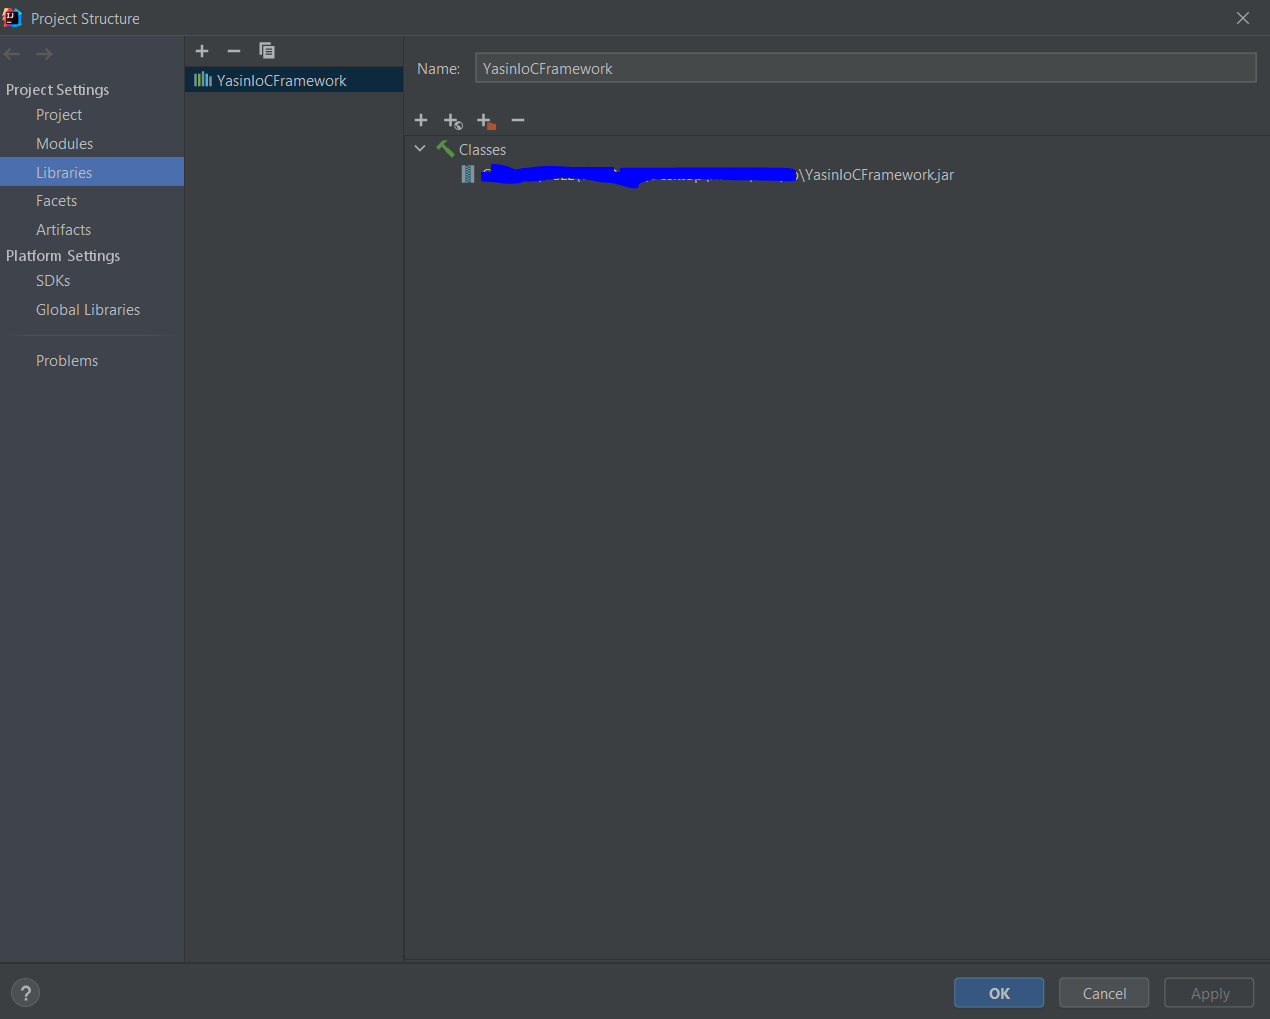 Project Structure
Project Settings
Project
Modules
Libraries
Facets
Artifacts
Platform Settings
SDKs
Global Libraries
Problems
YasinIoCFramework
Name: YasinIoCFramework
Classes
\YasinIoCFramework.jar
?
OK Cancel Apply